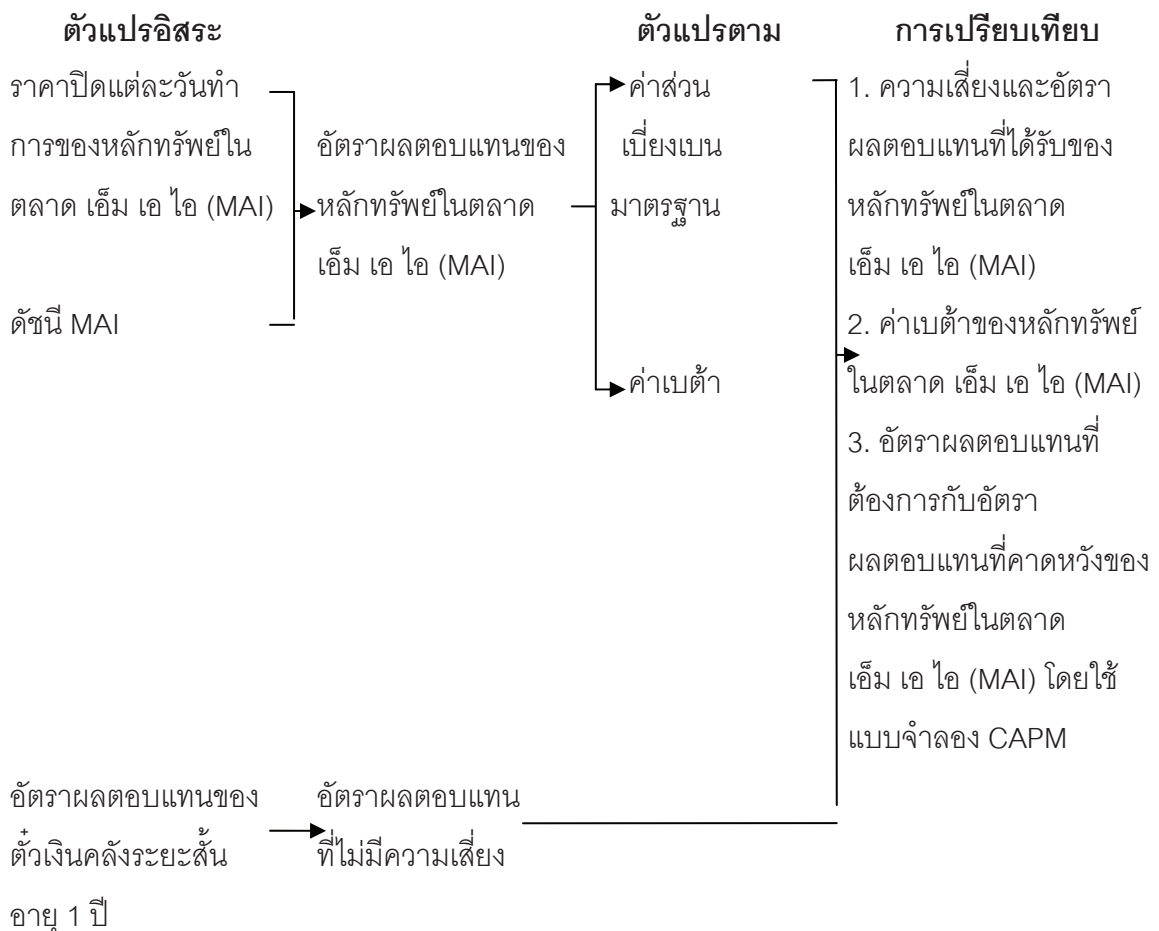 ตัวแปรอิสระ
ตัวแปรตาม
การเปรียบเทียบ
ราคาปิดแต่ละวันทำ
การของหลักทรัพย์ใน
ตลาด เอ็ม เอ ไอ (MAI)
ดัชนี MAI
อัตราผลตอบแทนของ
หลักทรัพย์ในตลาด
เอ็ม เอ ไอ (MAI)
ค่าส่วน
เบี่ยงเบน
มาตรฐาน
ค่าเบต้า
1. ความเสี่ยงและอัตรา
ผลตอบแทนที่ได้รับของ
หลักทรัพย์ในตลาด
เอ็ม เอ ไอ (MAI)
2. ค่าเบต้าของหลักทรัพย์
ในตลาด เอ็ม เอ ไอ (MAI)
3. อัตราผลตอบแทนที่
ต้องการกับอัตรา
ผลตอบแทนที่คาดหวังของ
หลักทรัพย์ในตลาด
เอ็ม เอ ไอ (MAI) โดยใช้
แบบจำลอง CAPM
อัตราผลตอบแทนของ
ตั๋วเงินคลังระยะสั้น
อายุ 1 ปี
อัตราผลตอบแทน
ที่ไม่มีความเสี่ยง